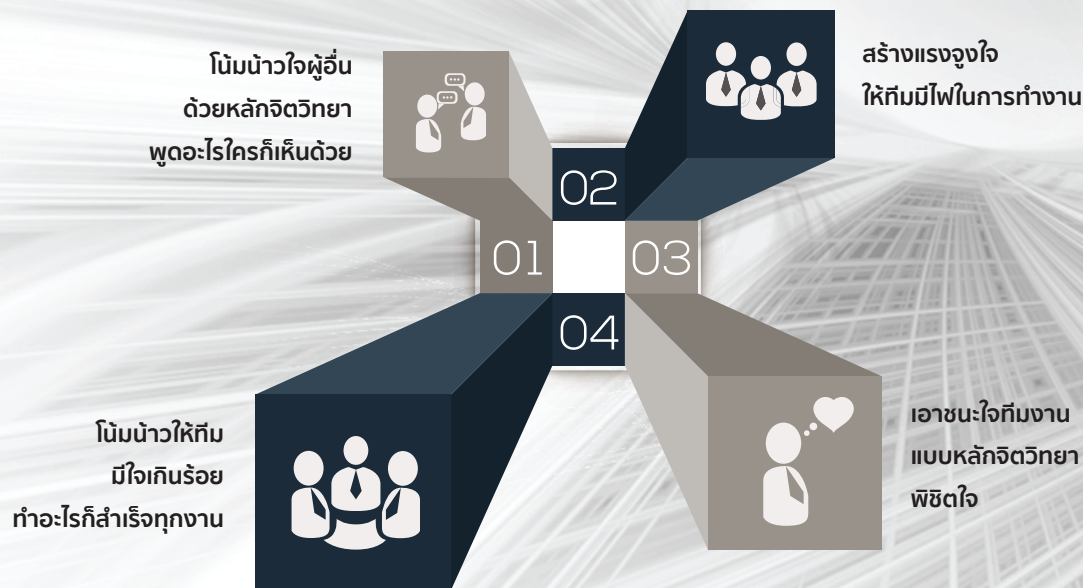 โน้มน้าวใจผู้อื่น
ด้วยหลักจิตวิทยา
พูดอะไรใครก็เห็นด้วย
01
02
สร้างแรงจูงใจ
ให้ทีมมีไฟในการทำงาน
03
เอาชนะใจทีมงาน
แบบหลักจิตวิทยา
พิชิตใจ
04
โน้มน้าวให้ทีม
มีใจเกินร้อย
ทำอะไรก็สำเร็จทุกงาน